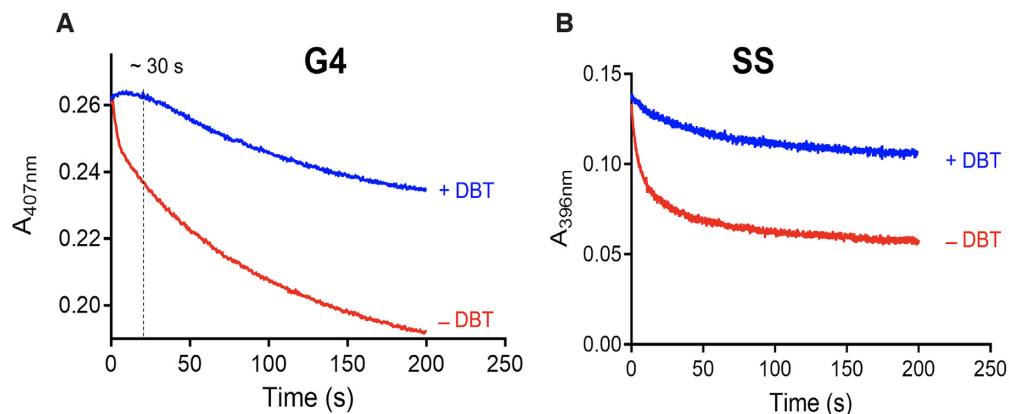 A
G4
~ 30 s
0.26
0.24
0.22
0.20
A407nm
+ DBT
– DBT
0 50 100 150 200 250
Time (s)
B
SS
0.15
0.10
0.05
0.00
A396nm
+ DBT
– DBT
0 50 100 150 200 250
Time (s)